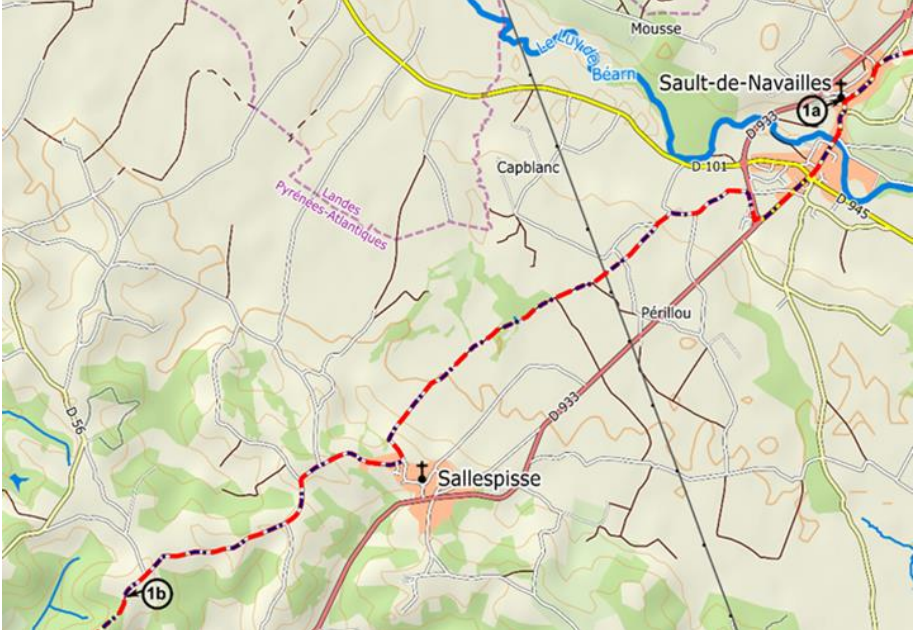 Mousse
Le Luy de
Béarn
Sault-de-Navailles
1a
D 933
Capblanc
D 101
Landes
Pyrénées-Atlantiques
D 945
Périllou
D 933
D 56
Sallespisse
1b